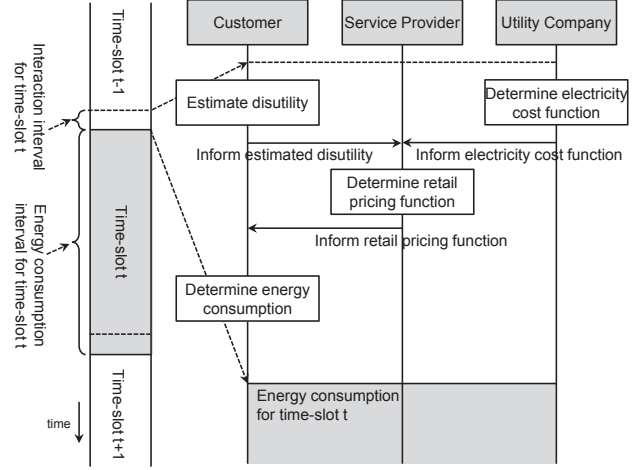 Customer
Service Provider
Utility Company
Time-slot t-1
Interaction interval
for time-slot t
Estimate disutility
Determine electricity
cost function
Inform estimated disutility
Inform electricity cost function
Determine retail
pricing function
Energy consumption
interval for time-slot t
Time-slot t
Inform retail pricing function
Determine energy
consumption
Energy consumption
for time-slot t
time
Time-slot t+1